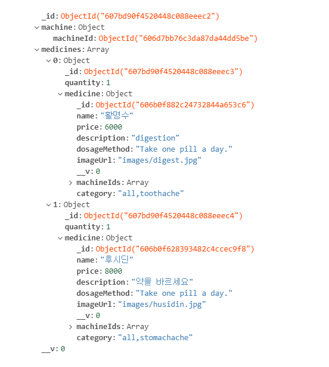 _id: ObjectId("607bd90f4520448c088eeec2")
machine: Object
machineId: ObjectId("606d7bb76c3da87da44dd5be")
medicines: Array
0: Object
_id: ObjectId("607bd90f4520448c088eeec3")
quantity: 1
medicine: Object
_id: ObjectId("606b0f882c24732844a653c6")
name: "활명수"
price: 6000
description: "digestion"
dosageMethod: "Take one pill a day."
imageUrl: "images/digest.jpg"
__v: 0
machineIds: Array
category: "all,toothache"
1: Object
_id: ObjectId("607bd90f4520448c088eeec4")
quantity: 1
medicine: Object
_id: ObjectId("606b0f628393482c4ccec9f8")
name: "후시딘"
price: 8000
description: "약을 바르세요"
dosageMethod: "Take one pill a day."
imageUrl: "images/husidin.jpg"
__v: 0
machineIds: Array
category: "all,stomachache"
__v: 0